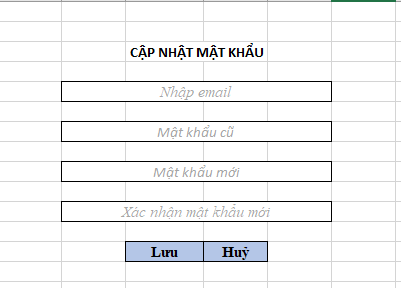 CẬP NHẬT MẬT KHẨU
Nhập email
Mật khẩu cũ
Mật khẩu mới
Xác nhận mật khẩu mới
Lưu Huỷ